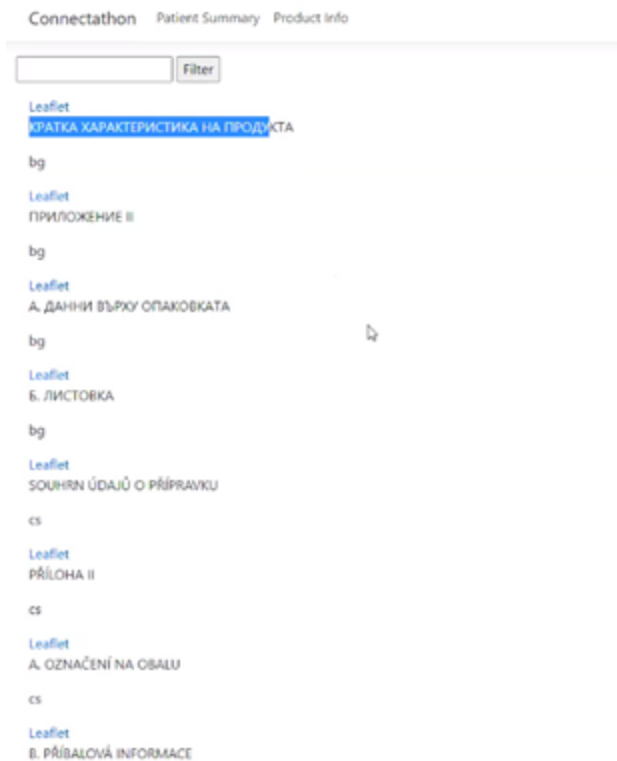 Connectathon Patient Summary Product Info
Filter
Leaflet
КРАТКА ХАРАКТЕРИСТИКА НА ПРОДУКТА
bg
Leaflet
ПРИЛОЖЕНИЕ II
bg
Leaflet
А. ДАННИ ВЪРХУ ОПАКОВКАТА
bg
Leaflet
Б. ЛИСТОВКА
bg
Leaflet
SOUHRN ÚDAJŮ O PŘÍPRAVKU
cs
Leaflet
PŘÍLOHA II
cs
Leaflet
A. OZNAČENÍ NA OBALU
cs
Leaflet
B. PŘÍBALOVÁ INFORMACE